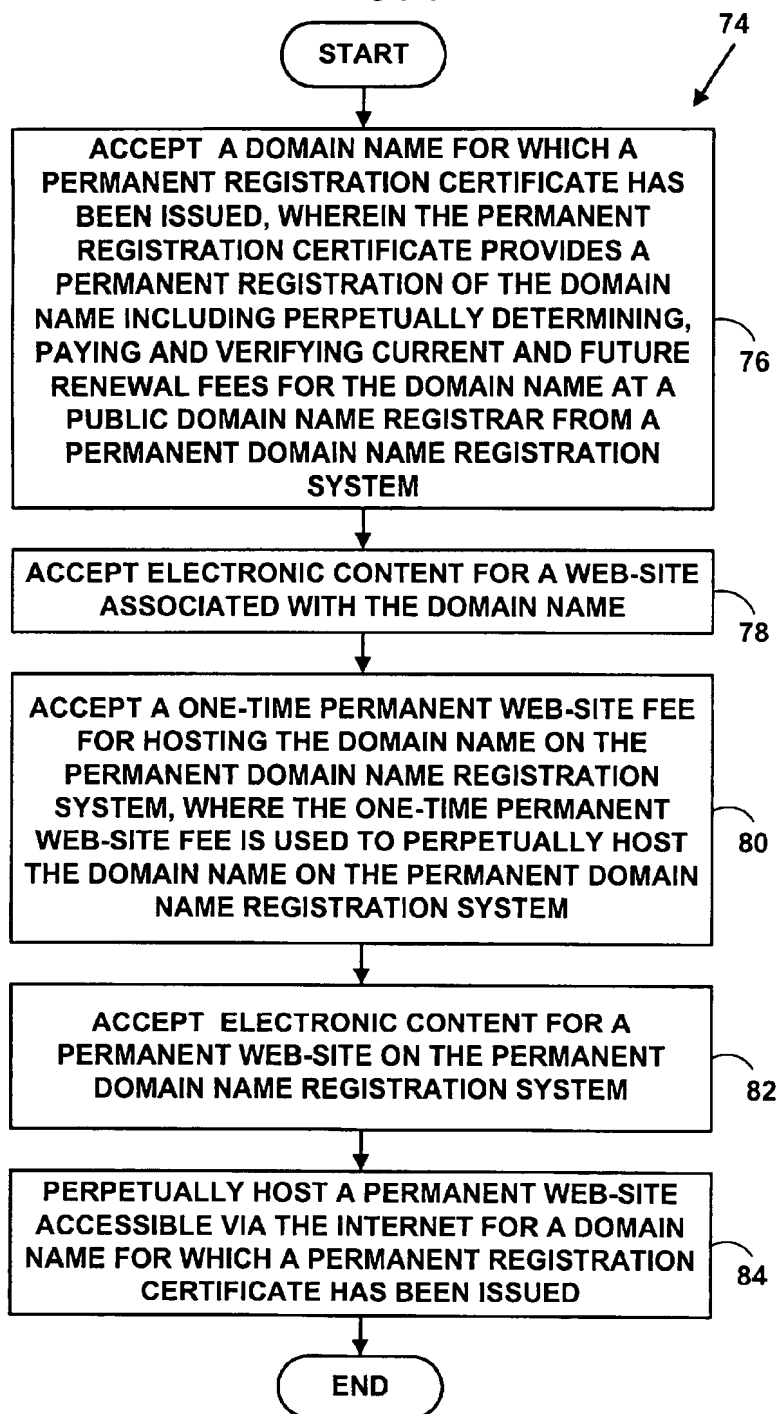 74
START
ACCEPT A DOMAIN NAME FOR WHICH A
PERMANENT REGISTRATION CERTIFICATE HAS
BEEN ISSUED, WHEREIN THE PERMANENT
REGISTRATION CERTIFICATE PROVIDES A
PERMANENT REGISTRATION OF THE DOMAIN
NAME INCLUDING PERPETUALLY DETERMINING,
PAYING AND VERIFYING CURRENT AND FUTURE
RENEWAL FEES FOR THE DOMAIN NAME AT A
PUBLIC DOMAIN NAME REGISTRAR FROM A
PERMANENT DOMAIN NAME REGISTRATION
SYSTEM
76
ACCEPT ELECTRONIC CONTENT FOR A WEB-SITE
ASSOCIATED WITH THE DOMAIN NAME
78
ACCEPT A ONE-TIME PERMANENT WEB-SITE FEE
FOR HOSTING THE DOMAIN NAME ON THE
PERMANENT DOMAIN NAME REGISTRATION
SYSTEM, WHERE THE ONE-TIME PERMANENT
WEB-SITE FEE IS USED TO PERPETUALLY HOST
THE DOMAIN NAME ON THE PERMANENT DOMAIN
NAME REGISTRATION SYSTEM
80
ACCEPT ELECTRONIC CONTENT FOR A
PERMANENT WEB-SITE ON THE PERMANENT
DOMAIN NAME REGISTRATION SYSTEM
82
PERPETUALLY HOST A PERMANENT WEB-SITE
ACCESSIBLE VIA THE INTERNET FOR A DOMAIN
NAME FOR WHICH A PERMANENT REGISTRATION
CERTIFICATE HAS BEEN ISSUED
84
END